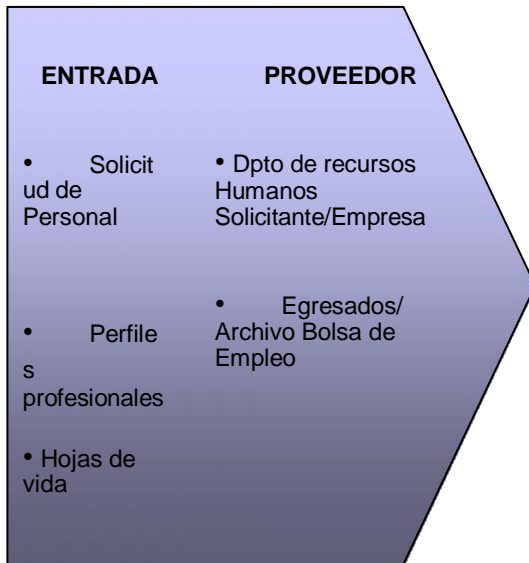 ENTRADA PROVEEDOR
• Solicit
ud de
Personal
• Dpto de recursos
Humanos
Solicitante/Empresa
• Perfile
s
profesionales
• Hojas de
vida
• Egresados/
Archivo Bolsa de
Empleo